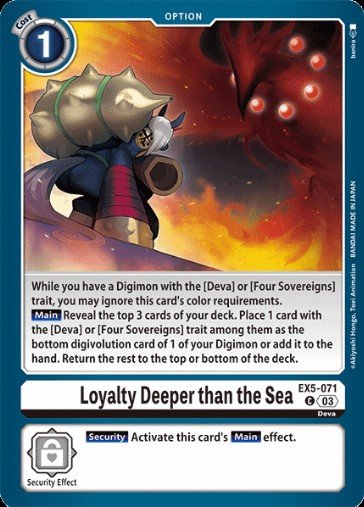 OPTION
Cost
1
banira
While you have a Digimon with the [Deva] or [Four Sovereigns]
trait, you may ignore this card's color requirements.
Main Reveal the top 3 cards of your deck. Place 1 card with
the [Deva] or [Four Sovereigns] trait among them as the
bottom digivolution card of 1 of your Digimon or add it to the
hand. Return the rest to the top or bottom of the deck.
©Akiyoshi Hongo, Toei Animation BANDAI MADE IN JAPAN
Loyalty Deeper than the Sea
EX5-071
C 03
Deva
Security Activate this card's Main effect.
Security Effect